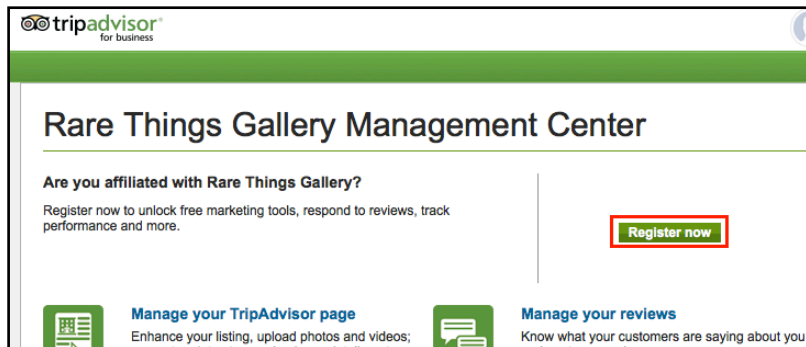 tripadvisor®
for business
Rare Things Gallery Management Center
Are you affiliated with Rare Things Gallery?
Register now to unlock free marketing tools, respond to reviews, track
performance and more.
Register now
Manage your TripAdvisor page
Enhance your listing, upload photos and videos;
Manage your reviews
Know what your customers are saying about you